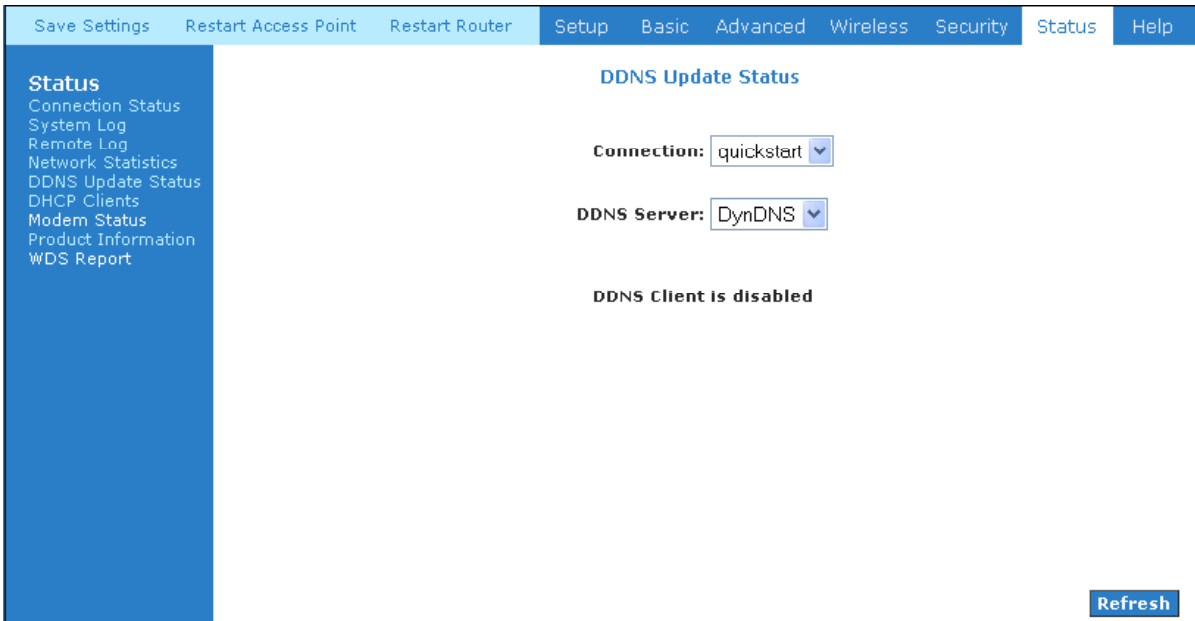 Save Settings Restart Access Point Restart Router Setup Basic Advanced Wireless Security Status Help
Status
Connection Status
System Log
Remote Log
Network Statistics
DDNS Update Status
DHCP Clients
Modem Status
Product Information
WDS Report
DDNS Update Status
Connection: quickstart
DDNS Server: DynDNS
DDNS Client is disabled
Refresh